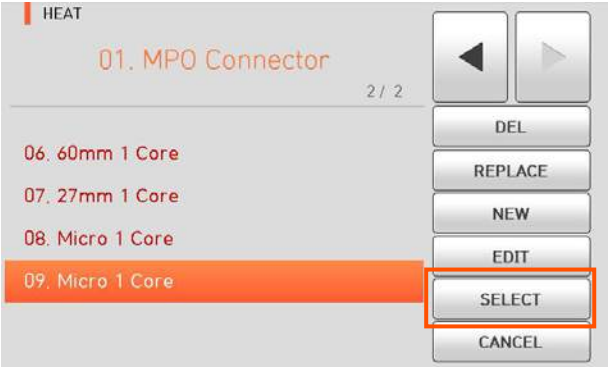 HEAT
01. MPO Connector
2/ 2
06. 60mm 1 Core
07. 27mm 1 Core
08. Micro 1 Core
09. Micro 1 Core
DEL
REPLACE
NEW
EDIT
SELECT
CANCEL